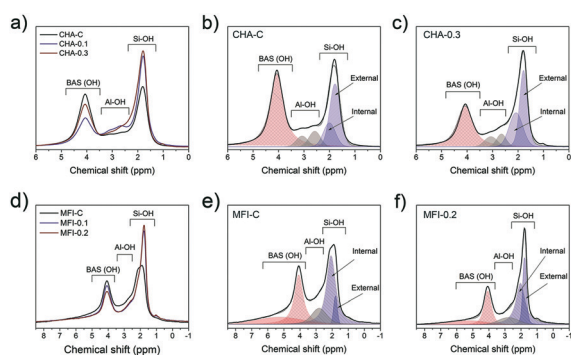 a)
CHA-C
CHA-0.1
CHA-0.3
Si-OH
BAS (OH)
Al-OH
6 5 4 3 2 1 0
Chemical shift (ppm)
b)
CHA-C
Si-OH
BAS (OH)
Al-OH
External
Internal
6 5 4 3 2 1 0
Chemical shift (ppm)
c)
CHA-0.3
Si-OH
BAS (OH)
Al-OH
External
Internal
6 5 4 3 2 1 0
Chemical shift (ppm)
d)
MFI-C
MFI-0.1
MFI-0.2
Si-OH
Al-OH
BAS (OH)
8 7 6 5 4 3 2 1 0 -1
Chemical shift (ppm)
e)
MFI-C
Si-OH
Al-OH
BAS (OH)
Internal
External
8 7 6 5 4 3 2 1 0 -1
Chemical shift (ppm)
f)
MFI-0.2
Si-OH
Al-OH
BAS (OH)
Internal
External
8 7 6 5 4 3 2 1 0 -1
Chemical shift (ppm)